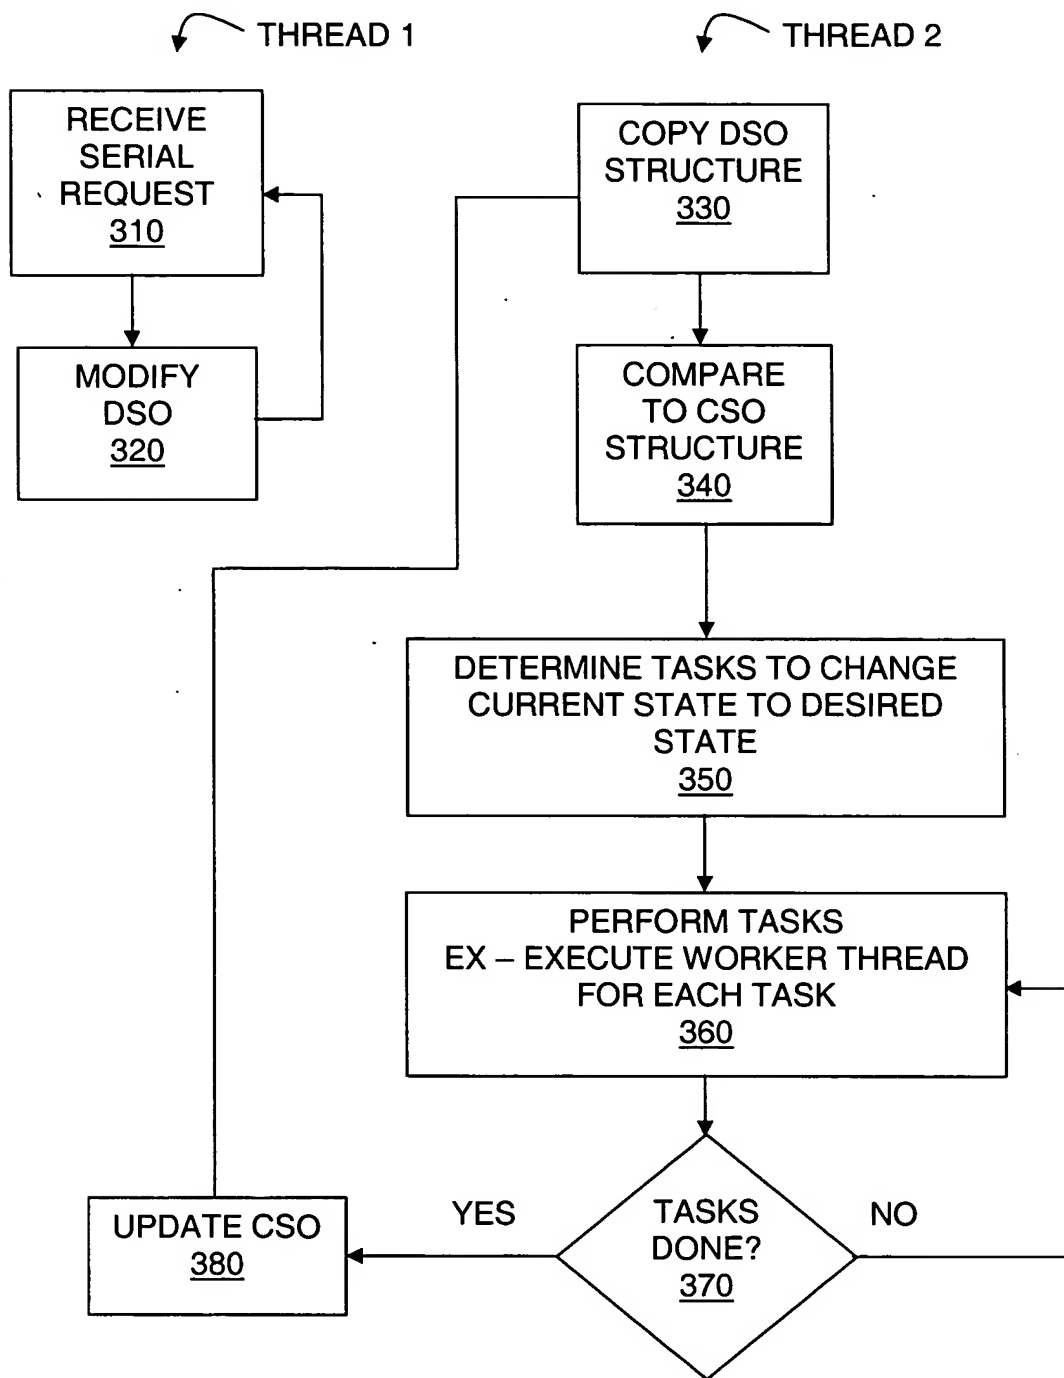 THREAD 1
RECEIVE
SERIAL
REQUEST
310
MODIFY
DSO
320
THREAD 2
COPY DSO
STRUCTURE
330
COMPARE
TO CSO
STRUCTURE
340
DETERMINE TASKS TO CHANGE
CURRENT STATE TO DESIRED
STATE
350
PERFORM TASKS
EX – EXECUTE WORKER THREAD
FOR EACH TASK
360
TASKS
DONE?
370
YES
NO
UPDATE CSO
380